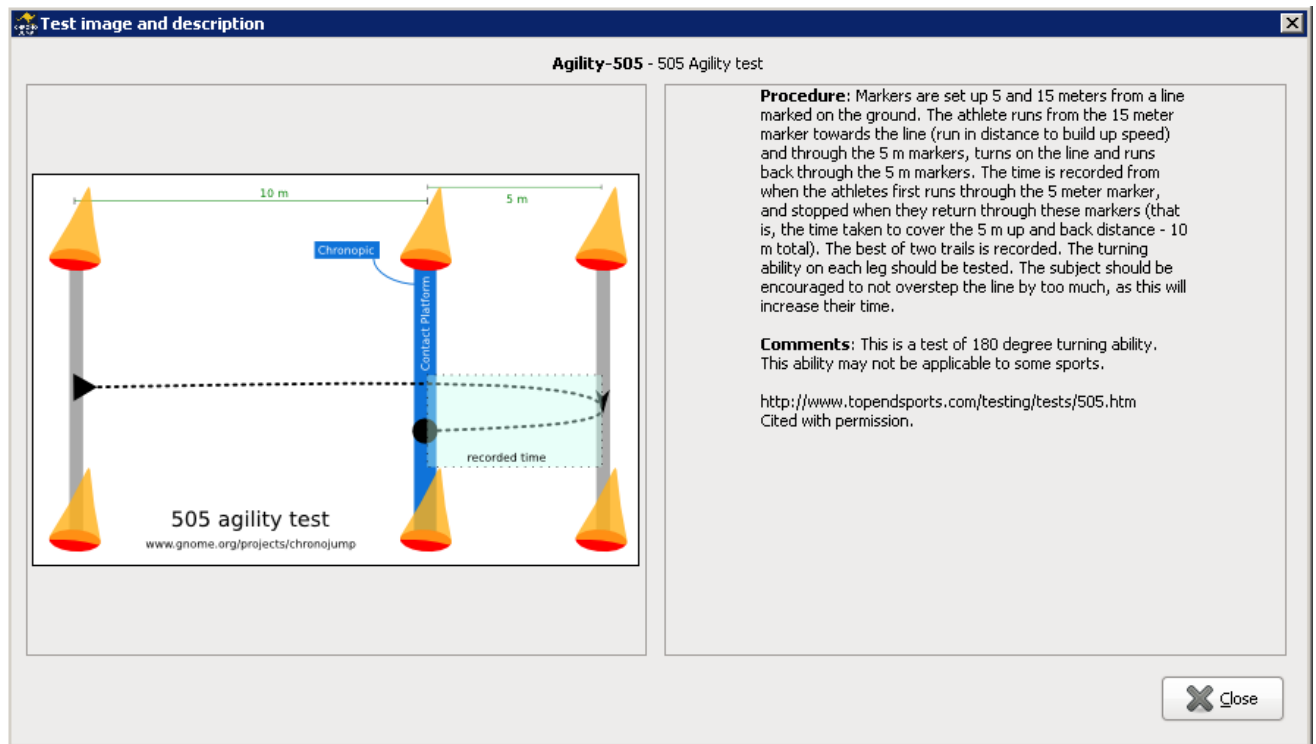 Test image and description
Agility-505 - 505 Agility test
10 m
5 m
Chronopic
Contact Platform
recorded time
505 agility test
www.gnome.org/projects/chronojump
Procedure: Markers are set up 5 and 15 meters from a line
marked on the ground. The athlete runs from the 15 meter
marker towards the line (run in distance to build up speed)
and through the 5 m markers, turns on the line and runs
back through the 5 m markers. The time is recorded from
when the athletes first runs through the 5 meter marker,
and stopped when they return through these markers (that
is, the time taken to cover the 5 m up and back distance - 10
m total). The best of two trails is recorded. The turning
ability on each leg should be tested. The subject should be
encouraged to not overstep the line by too much, as this will
increase their time.
Comments: This is a test of 180 degree turning ability.
This ability may not be applicable to some sports.
http://www.topendsports.com/testing/tests/505.htm
Cited with permission.
Close